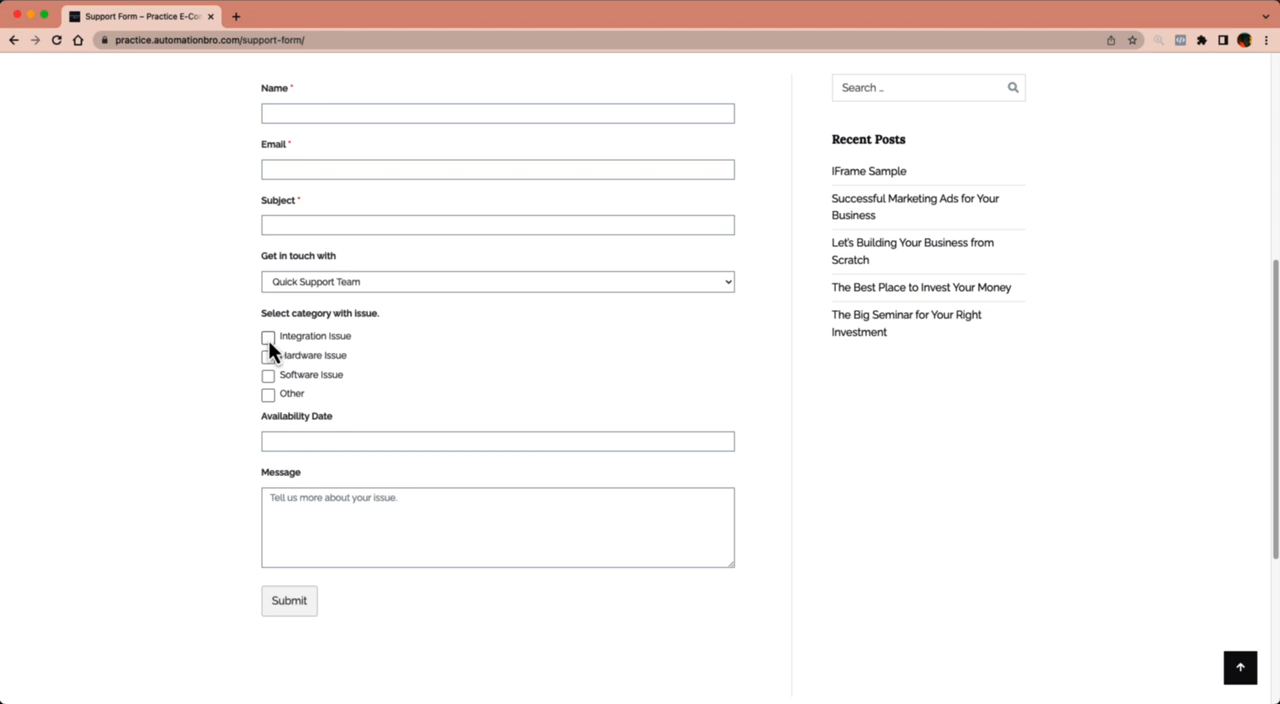 Support Form – Practice E-Co
practice.automationbro.com/support-form/
Name *
Email *
Subject *
Get in touch with
Quick Support Team
Select category with issue.
Integration Issue
Hardware Issue
Software Issue
Other
Availability Date
Message
Tell us more about your issue.
Submit
Search …
Recent Posts
IFrame Sample
Successful Marketing Ads for Your
Business
Let's Building Your Business from
Scratch
The Best Place to Invest Your Money
The Big Seminar for Your Right
Investment